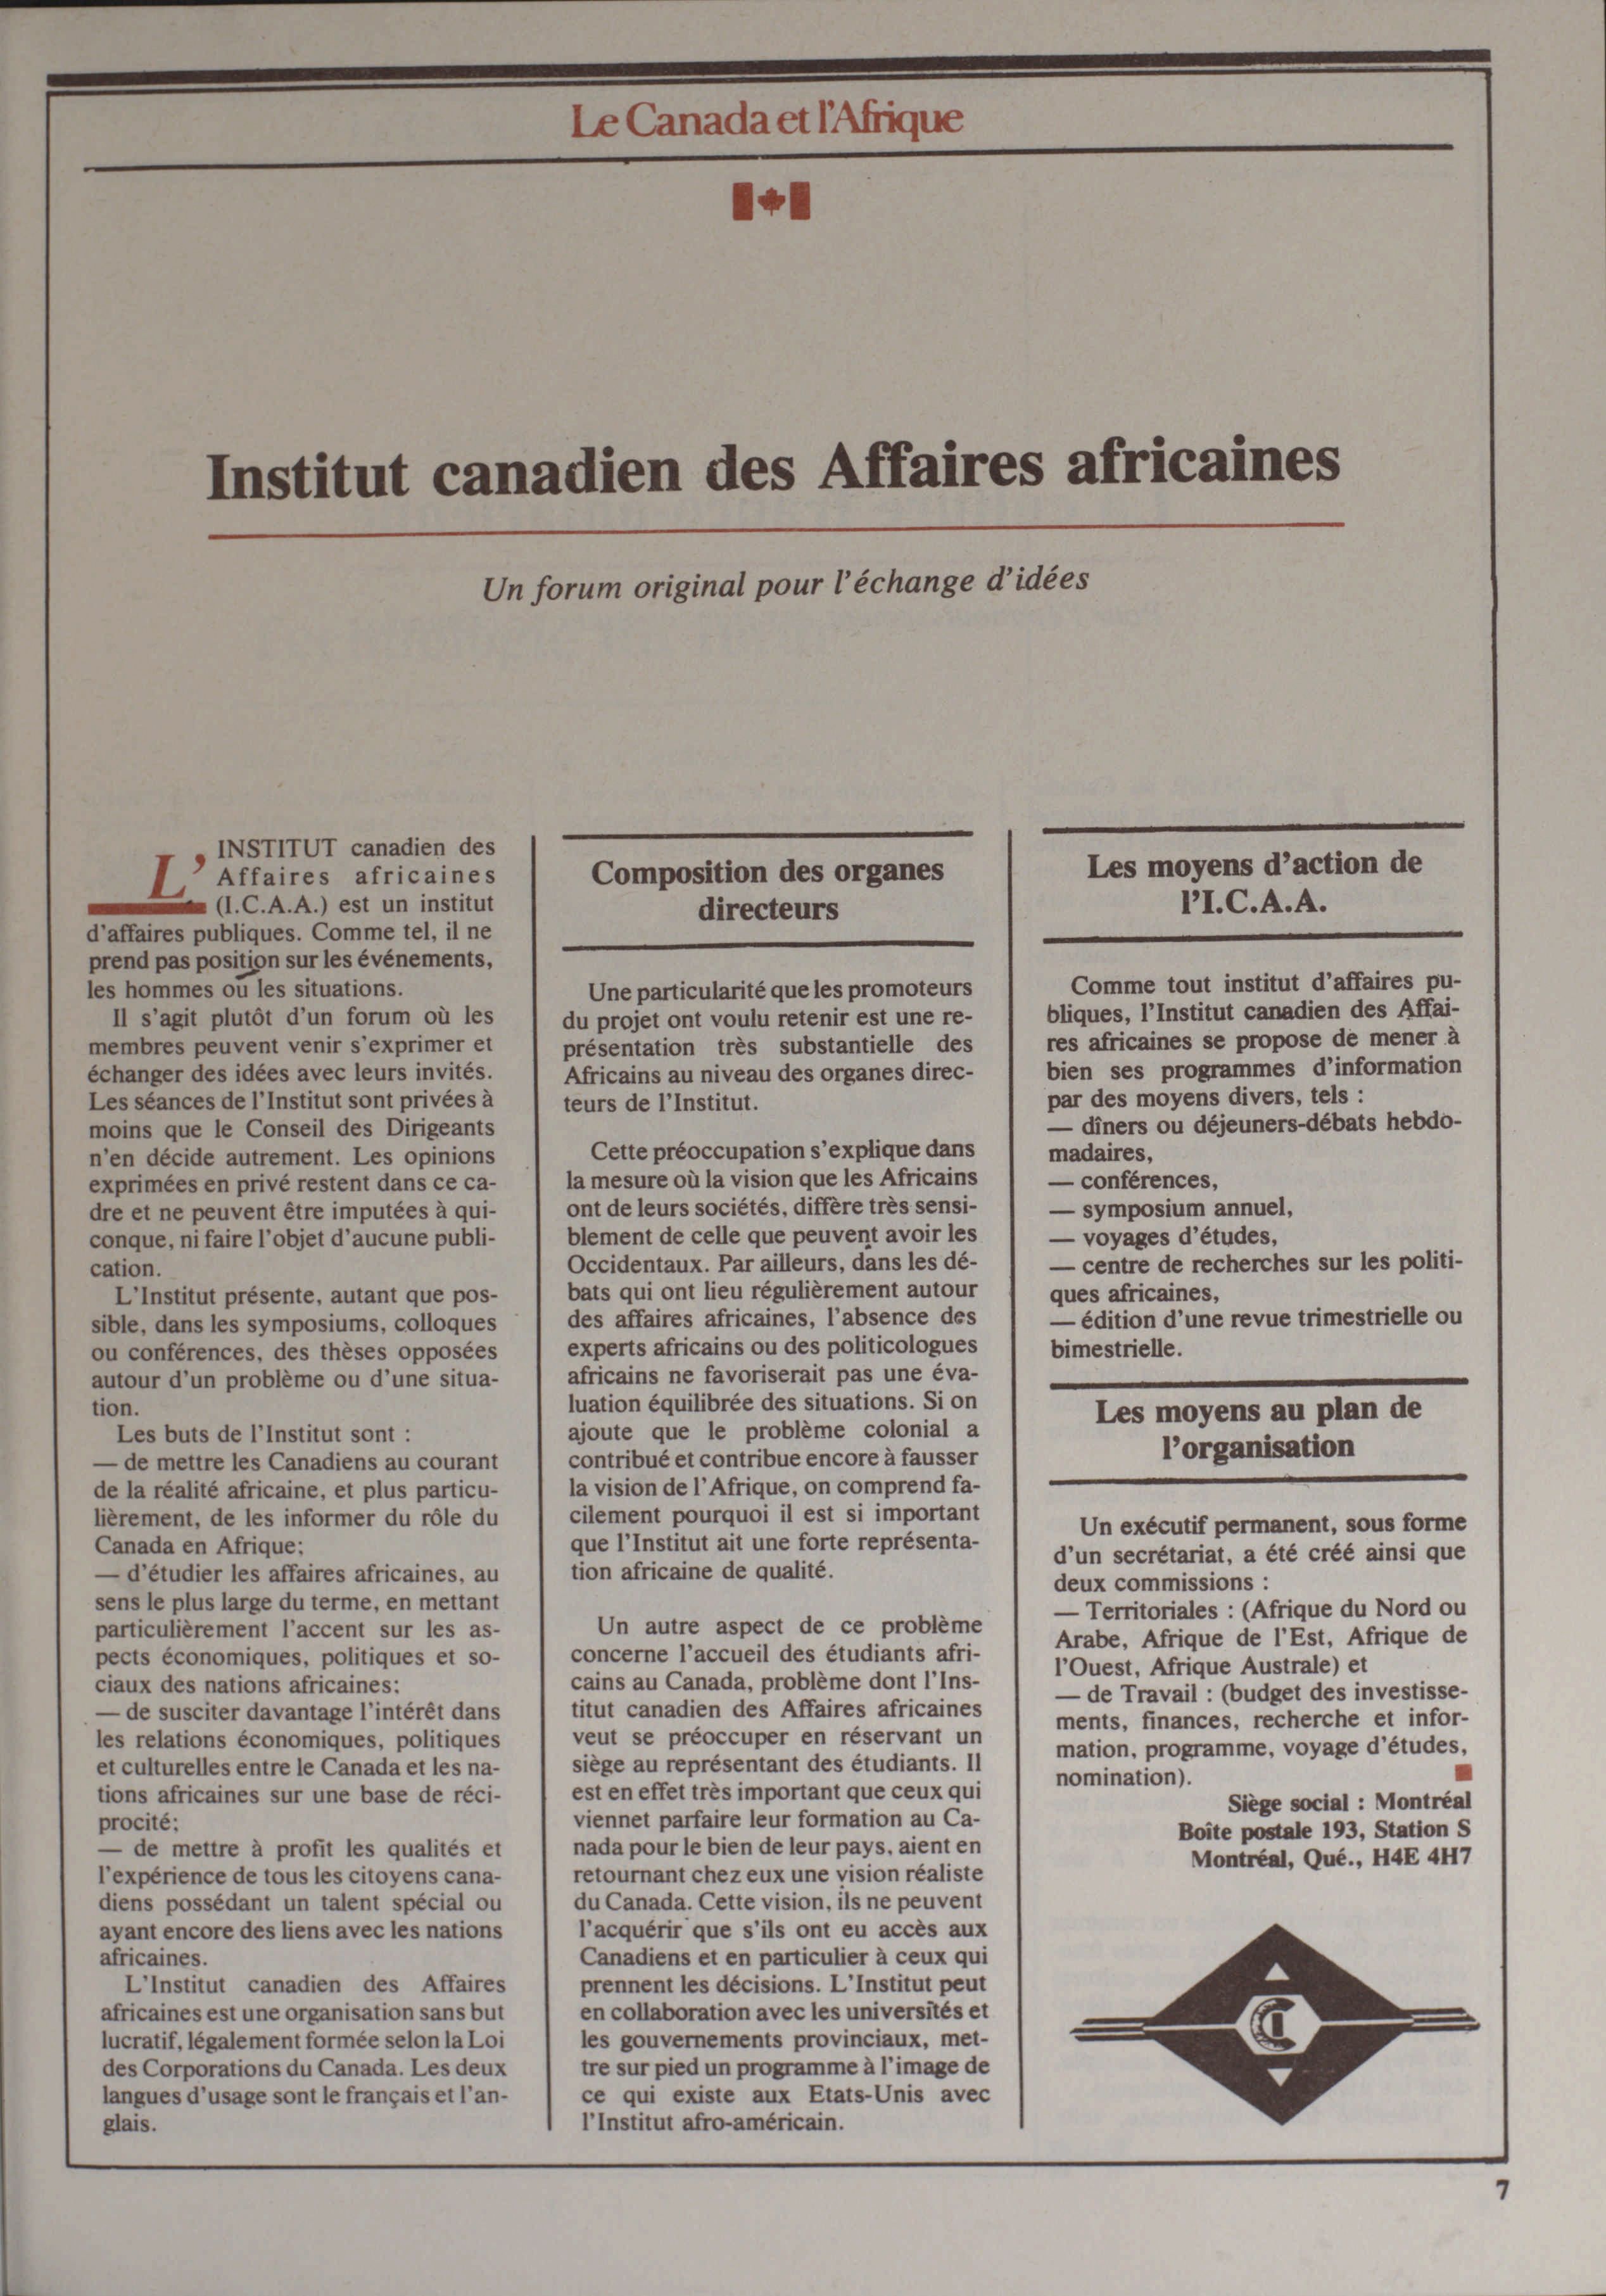 Le Canada et l'Afrique
Institut canadien des Affaires africaines
Un forum original pour l'échange d'idées
L'INSTITUT canadien des
Affaires africaines
(I.C.A.A.) est un institut
d'affaires publiques. Comme tel, il ne
prend pas position sur les événements,
les hommes ou les situations.
Il s'agit plutôt d'un forum où les
membres peuvent venir s'exprimer et
échanger des idées avec leurs invités.
Les séances de l'Institut sont privées à
moins que le Conseil des Dirigeants
n'en décide autrement. Les opinions
exprimées en privé restent dans ce ca-
dre et ne peuvent être imputées à qui-
conque, ni faire l'objet d'aucune publi-
cation.
L'Institut présente, autant que pos-
sible, dans les symposiums, colloques
ou conférences, des thèses opposées
autour d'un problème ou d'une situa-
tion.
Les buts de l'Institut sont :
— de mettre les Canadiens au courant
de la réalité africaine, et plus particu-
lièrement, de les informer du rôle du
Canada en Afrique;
— d'étudier les affaires africaines, au
sens le plus large du terme, en mettant
particulièrement l'accent sur les as-
pects économiques, politiques et so-
ciaux des nations africaines;
— de susciter davantage l'intérêt dans
les relations économiques, politiques
et culturelles entre le Canada et les na-
tions africaines sur une base de réci-
procité;
— de mettre à profit les qualités et
l'expérience de tous les citoyens cana-
diens possédant un talent spécial ou
ayant encore des liens avec les nations
africaines.
L'Institut canadien des Affaires
africaines est une organisation sans but
lucratif, légalement formée selon la Loi
des Corporations du Canada. Les deux
langues d'usage sont le français et l'an-
glais.
Composition des organes
directeurs
Une particularité que les promoteurs
du projet ont voulu retenir est une re-
présentation très substantielle des
Africains au niveau des organes direc-
teurs de l'Institut.
Cette préoccupation s'explique dans
la mesure où la vision que les Africains
ont de leurs sociétés, diffère très sensi-
blement de celle que peuvent avoir les
Occidentaux. Par ailleurs, dans les dé-
bats qui ont lieu régulièrement autour
des affaires africaines, l'absence des
experts africains ou des politicologues
africains ne favoriserait pas une éva-
luation équilibrée des situations. Si on
ajoute que le problème colonial a
contribué et contribue encore à fausser
la vision de l'Afrique, on comprend fa-
cilement pourquoi il est si important
que l'Institut ait une forte représenta-
tion africaine de qualité.
Un autre aspect de ce problème
concerne l'accueil des étudiants afri-
cains au Canada, problème dont l'Ins-
titut canadien des Affaires africaines
veut se préoccuper en réservant un
siège au représentant des étudiants. Il
est en effet très important que ceux qui
viennet parfaire leur formation au Ca-
nada pour le bien de leur pays, aient en
retournant chez eux une vision réaliste
du Canada. Cette vision, ils ne peuvent
l'acquérir que s'ils ont eu accès aux
Canadiens et en particulier à ceux qui
prennent les décisions. L'Institut peut
en collaboration avec les universités et
les gouvernements provinciaux, met-
tre sur pied un programme à l'image de
ce qui existe aux Etats-Unis avec
l'Institut afro-américain.
Les moyens d'action de
l'I.C.A.A.
Comme tout institut d'affaires pu-
bliques, l'Institut canadien des Affai-
res africaines se propose de mener à
bien ses programmes d'information
par des moyens divers, tels :
— dîners ou déjeuners-débats hebdo-
madaires,
— conférences,
— symposium annuel,
— voyages d'études,
— centre de recherches sur les politi-
ques africaines,
— édition d'une revue trimestrielle ou
bimestrielle.
Les moyens au plan de
l'organisation
Un exécutif permanent, sous forme
d'un secrétariat, a été créé ainsi que
deux commissions :
— Territoriales : (Afrique du Nord ou
Arabe, Afrique de l'Est, Afrique de
l'Ouest, Afrique Australe) et
— de Travail : (budget des investisse-
ments, finances, recherche et infor-
mation, programme, voyage d'études,
nomination).
Siège social : Montréal
Boîte postale 193, Station S
Montréal, Qué., H4E 4H7
7